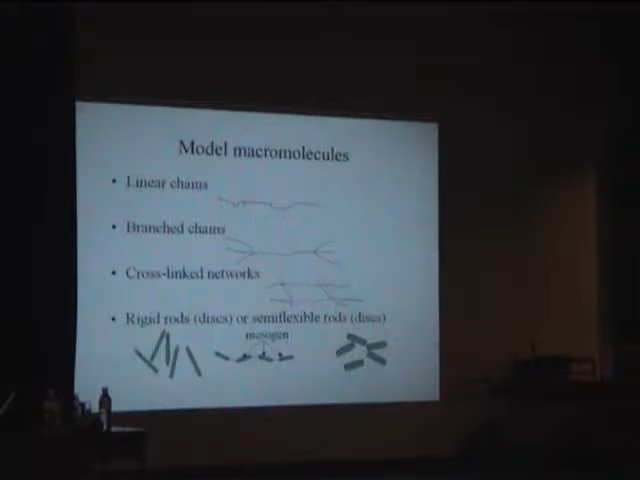 Model macromolecules
• Linear chains
• Branched chains
• Cross-linked networks
• Rigid rods (discs) or semiflexible rods (discs)
mesogen